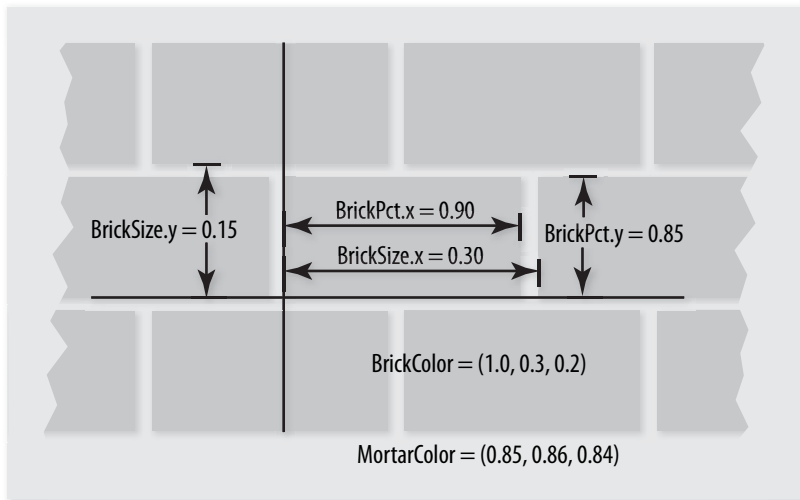 BrickPct.x = 0.90
BrickSize.y = 0.15
BrickPct.y = 0.85
BrickSize.x = 0.30
BrickColor = (1.0, 0.3, 0.2)
MortarColor = (0.85, 0.86, 0.84)